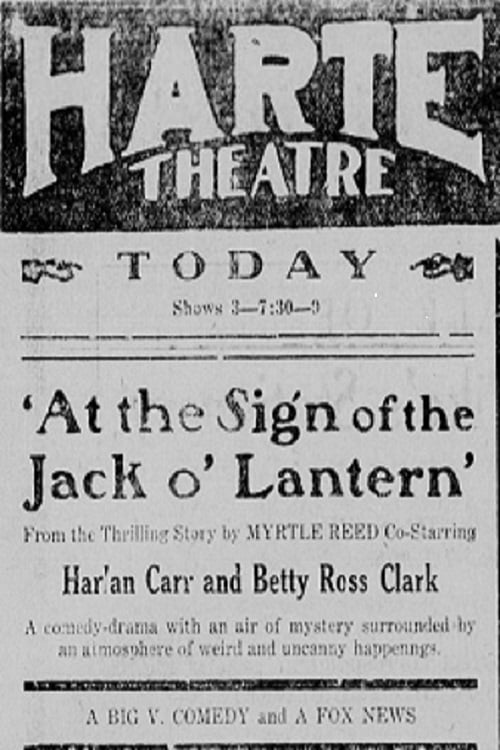 HARTE
THEATRE
TODAY
Shows 3—7:30—9
'At the Sign of the
Jack o' Lantern'
From the Thrilling Story by MYRTLE REED Co-Starring
Harlan Carr and Betty Ross Clark
A comedy-drama with an air of mystery surrounded by
an atmosphere of weird and uncanny happenngs.
A BIG V. COMEDY and A FOX NEWS